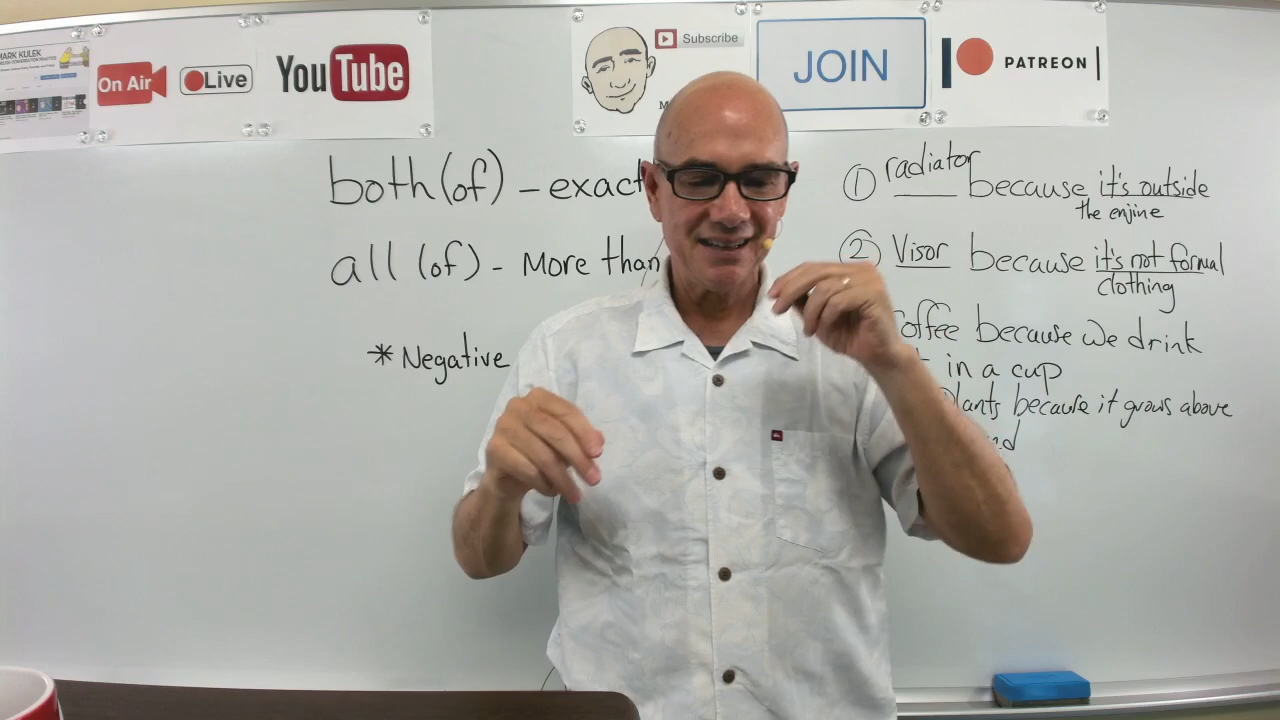 MARK KULEK
On Air
Live
YouTube
Subscribe
JOIN
PATREON
both (of) - exact
all (of) - More than
* Negative
1 radiator because it's outside
the enjine
2 Visor because it's not formal
clothing
coffee because we drink
in a cup
plants because it grows above